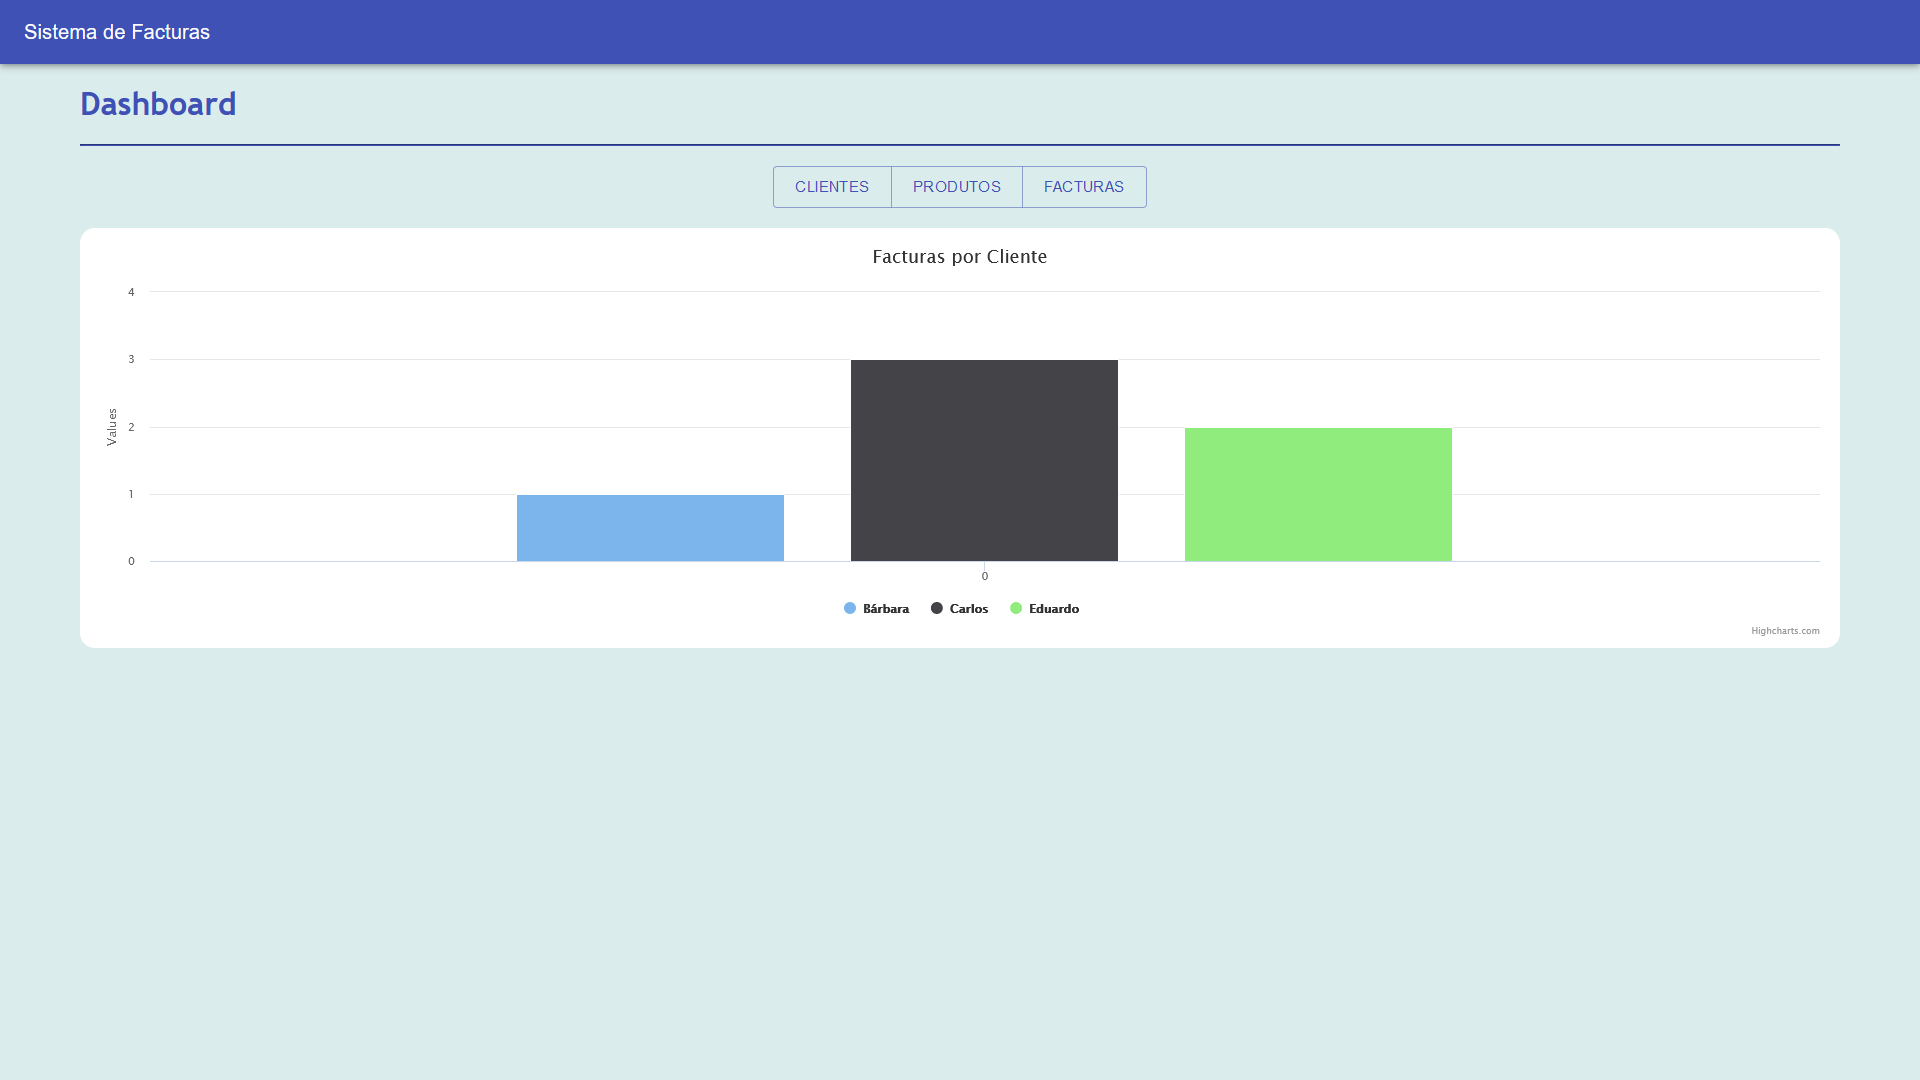 Sistema de Facturas
Dashboard
CLIENTES PRODUTOS FACTURAS
Facturas por Cliente
4
3
2
1
0
Values
0
Bárbara Carlos Eduardo
Highcharts.com